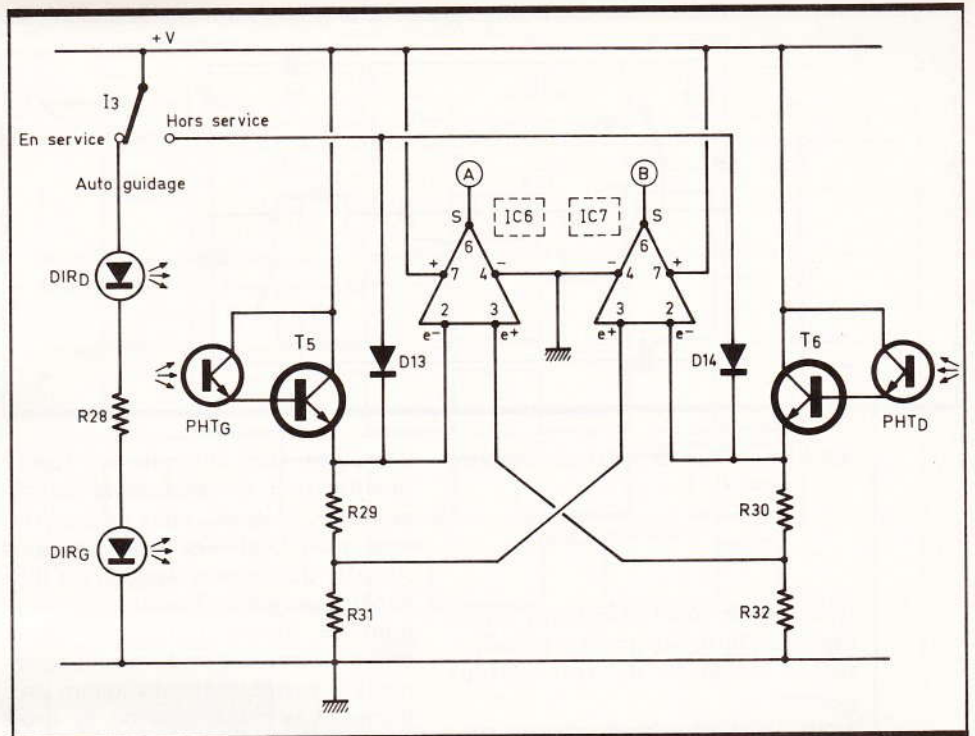 +V
I3
En service
Hors service
Auto guidage
A
B
S
IC6
IC7
S
6
6
+
7
4
-
-
4
7
+
2
3
3
2
e-
e+
e+
e-
DIRD
T5
D13
D14
T6
R28
PHTG
PHTD
R29
R30
DIRG
R31
R32